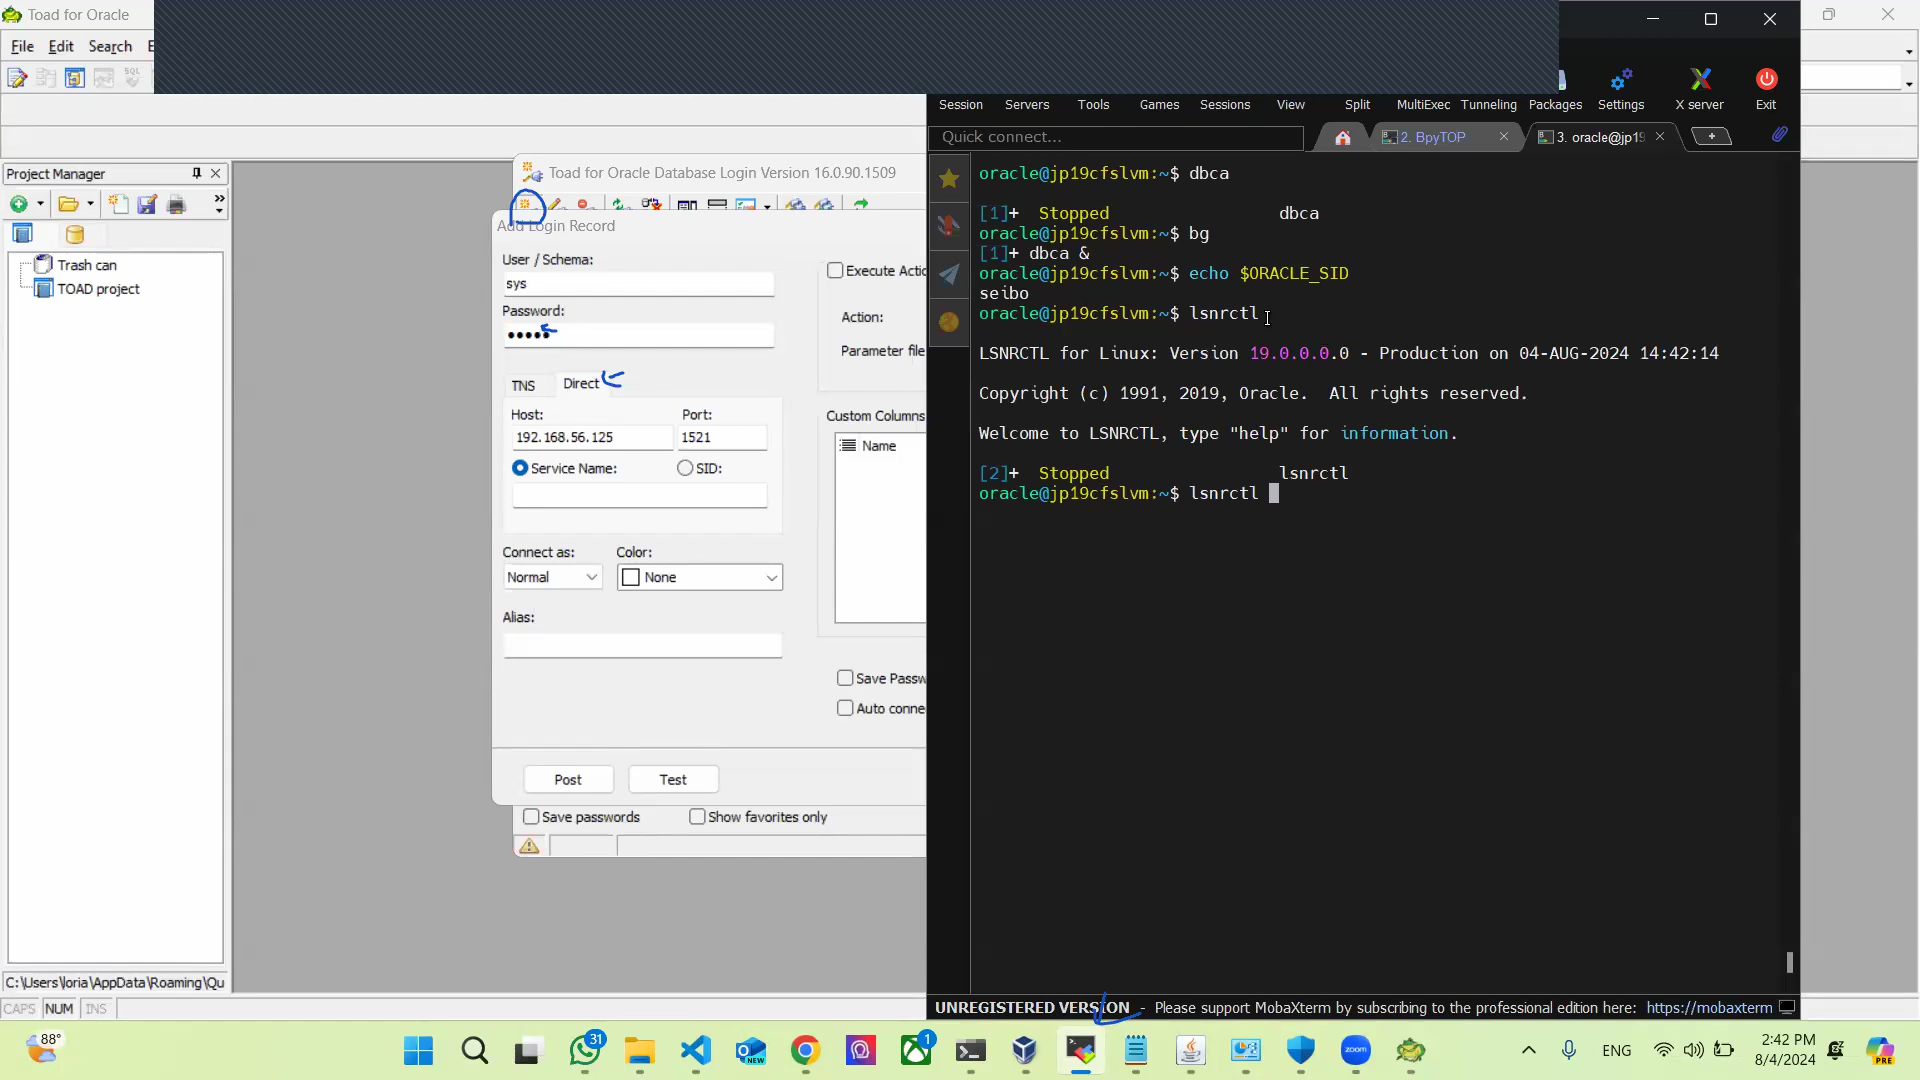 Toad for Oracle
File Edit Search E
SQL
Session Servers Tools Games Sessions View Split MultiExec Tunneling Packages Settings X server Exit
Quick connect...
2. BpyTOP
3. oracle@jp19
Project Manager
Trash can
TOAD project
C:\Users\loria\AppData\Roaming\Qu
CAPS NUM INS
Toad for Oracle Database Login Version 16.0.90.1509
Add Login Record
User / Schema:
sys
Password:
TNS Direct
Host: Port:
192.168.56.125 1521
Service Name: SID:
Connect as: Color:
Normal None
Alias:
Execute Actio
Action:
Parameter file
Custom Columns
Name
Save Passw
Auto conne
Post Test
Save passwords Show favorites only
oracle@jp19cfslvm:~$ dbca
[1]+ Stopped dbca
oracle@jp19cfslvm:~$ bg
[1]+ dbca &
oracle@jp19cfslvm:~$ echo $ORACLE_SID
seibo
oracle@jp19cfslvm:~$ lsnrctl
LSNRCTL for Linux: Version 19.0.0.0.0 - Production on 04-AUG-2024 14:42:14
Copyright (c) 1991, 2019, Oracle. All rights reserved.
Welcome to LSNRCTL, type "help" for information.
[2]+ Stopped lsnrctl
oracle@jp19cfslvm:~$ lsnrctl
UNREGISTERED VERSION - Please support MobaXterm by subscribing to the professional edition here: https://mobaxterm
88°
31
NEW
1
zoom
ENG
2:42 PM
8/4/2024
PRE